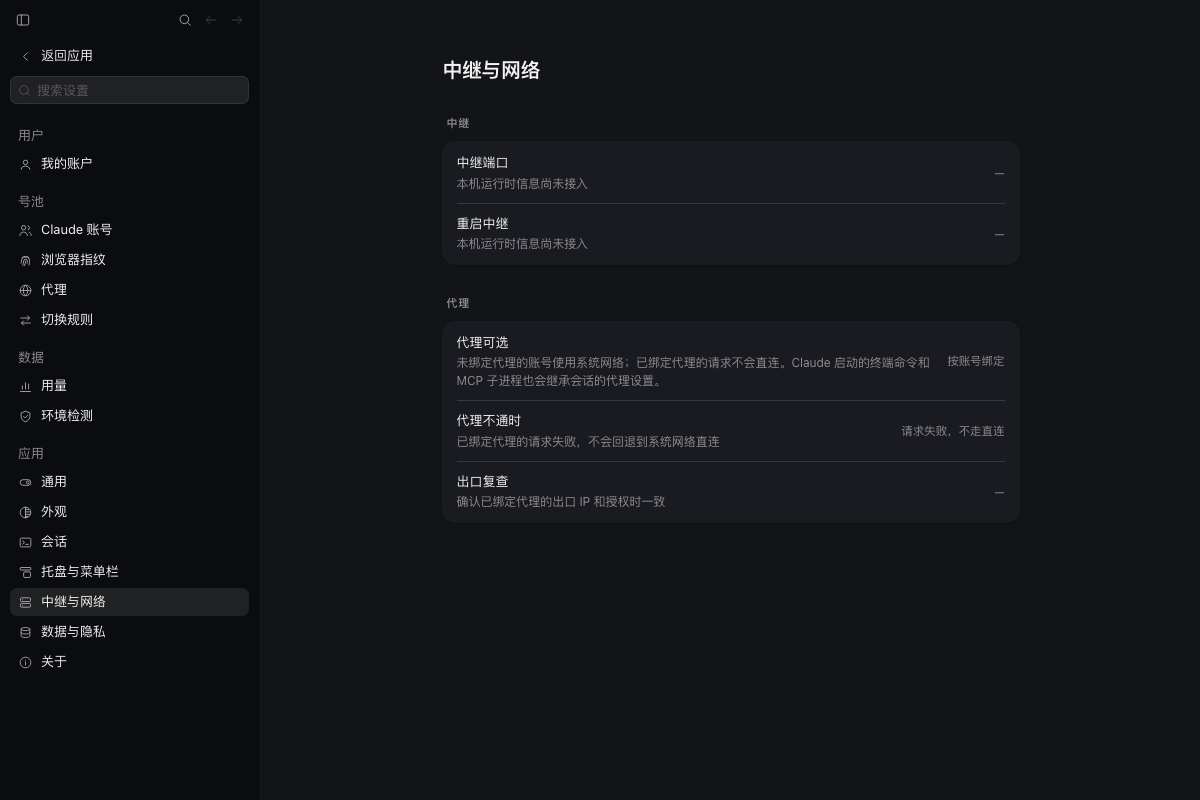 返回应用
搜索设置
用户
我的账户
号池
Claude 账号
浏览器指纹
代理
切换规则
数据
用量
环境检测
应用
通用
外观
会话
托盘与菜单栏
中继与网络
数据与隐私
关于
中继与网络
中继
中继端口
本机运行时信息尚未接入
—
重启中继
本机运行时信息尚未接入
—
代理
代理可选
未绑定代理的账号使用系统网络；已绑定代理的请求不会直连。Claude 启动的终端命令和
MCP 子进程也会继承会话的代理设置。
按账号绑定
代理不通时
已绑定代理的请求失败，不会回退到系统网络直连
请求失败，不走直连
出口复查
确认已绑定代理的出口 IP 和授权时一致
—